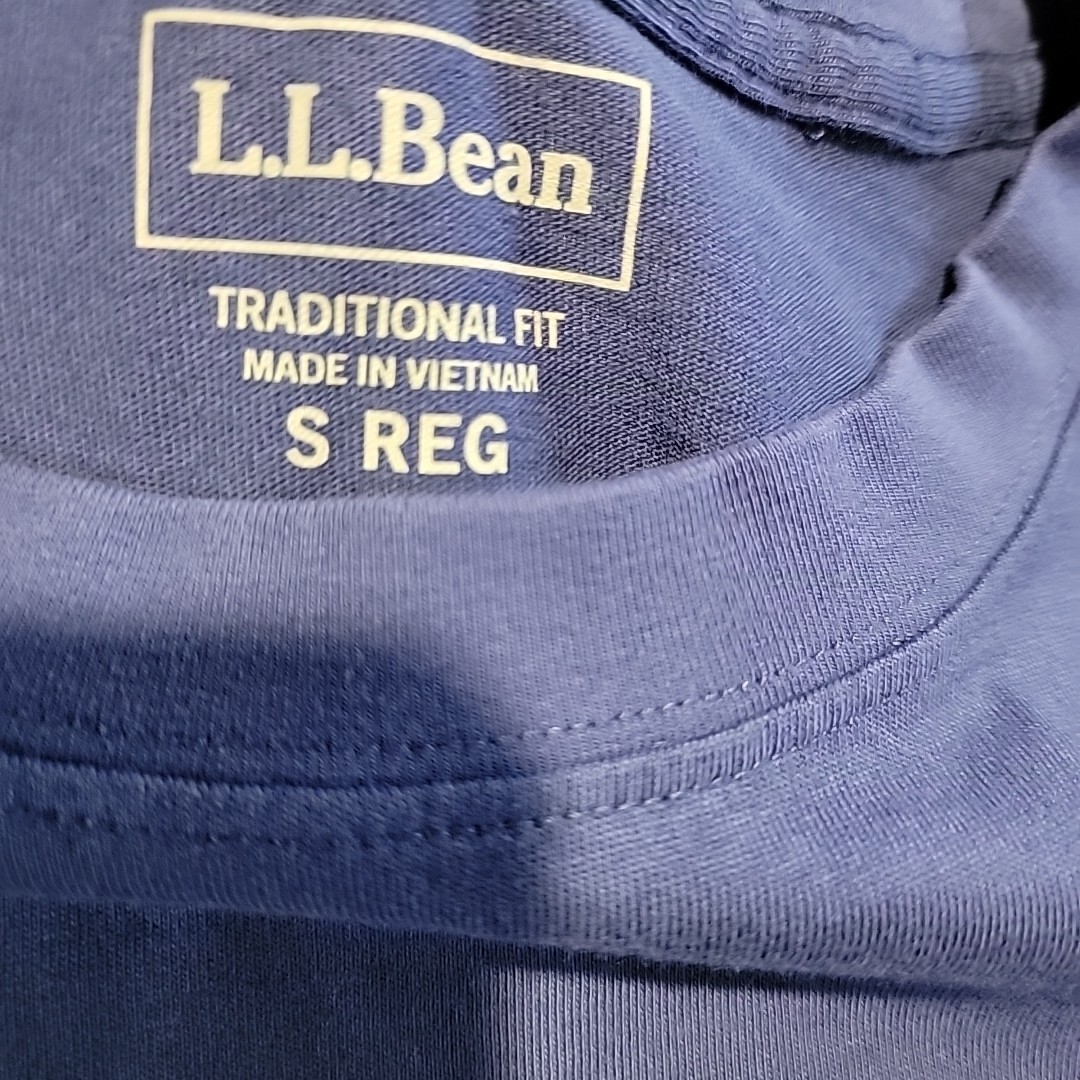 L.L.Bean
TRADITIONAL FIT
MADE IN VIETNAM
S REG